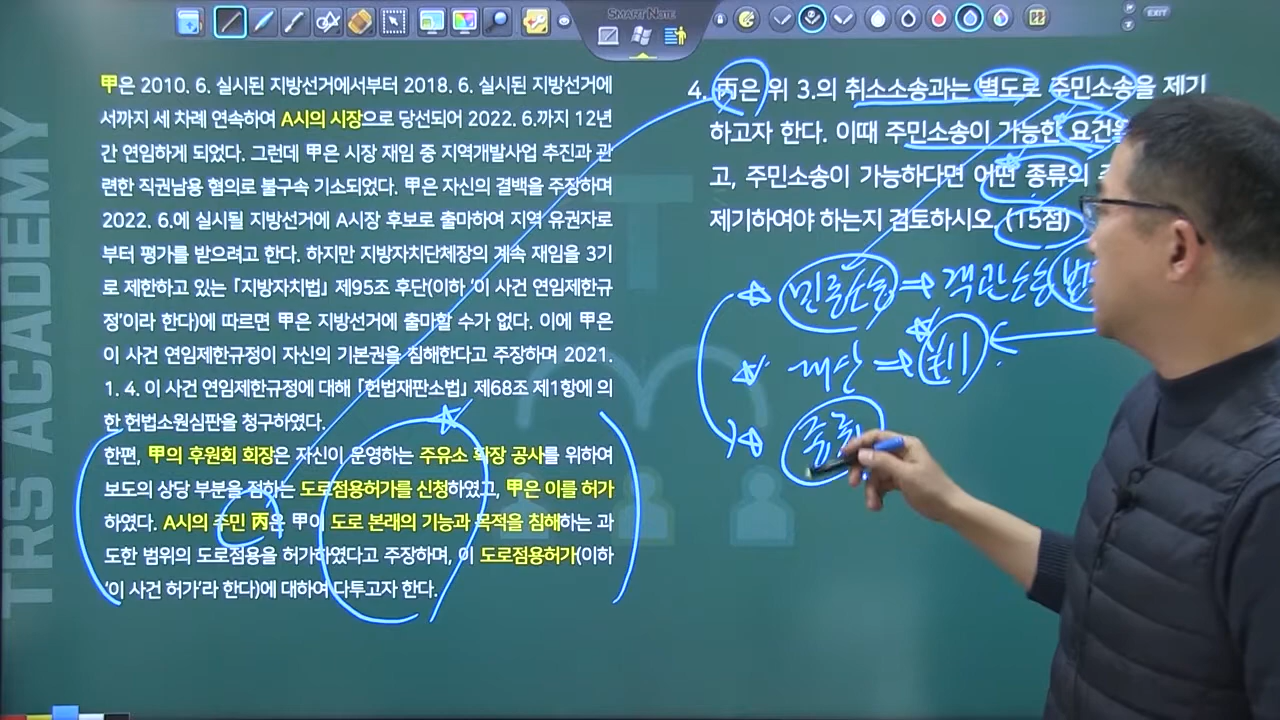 SMART NOTE
EXIT
TRS ACADEMY
甲은 2010. 6. 실시된 지방선거에서부터 2018. 6. 실시된 지방선거에
서까지 세 차례 연속하여 A시의 시장으로 당선되어 2022. 6.까지 12년
간 연임하게 되었다. 그런데 甲은 시장 재임 중 지역개발사업 추진과 관
련한 직권남용 혐의로 불구속 기소되었다. 甲은 자신의 결백을 주장하며
2022. 6.에 실시될 지방선거에 A시장 후보로 출마하여 지역 유권자로
부터 평가를 받으려고 한다. 하지만 지방자치단체장의 계속 재임을 3기
로 제한하고 있는 「지방자치법」 제95조 후단(이하 '이 사건 연임제한규
정'이라 한다)에 따르면 甲은 지방선거에 출마할 수가 없다. 이에 甲은
이 사건 연임제한규정이 자신의 기본권을 침해한다고 주장하며 2021.
1. 4. 이 사건 연임제한규정에 대해 「헌법재판소법」 제68조 제1항에 의
한 헌법소원심판을 청구하였다.
한편, 甲의 후원회 회장은 자신이 운영하는 주유소 확장 공사를 위하여
보도의 상당 부분을 점하는 도로점용허가를 신청하였고, 甲은 이를 허가
하였다. A시의 주민 丙은 甲이 도로 본래의 기능과 목적을 침해하는 과
도한 범위의 도로점용을 허가하였다고 주장하며, 이 도로점용허가(이하
'이 사건 허가'라 한다)에 대하여 다투고자 한다.
4. 丙은 위 3.의 취소소송과는 별도로 주민소송을 제기
하고자 한다. 이때 주민소송이 가능한 요건을
고, 주민소송이 가능하다면 어떤 종류의
제기하여야 하는지 검토하시오. (15점)
민중소송 → 객관소송
재산 →
종류